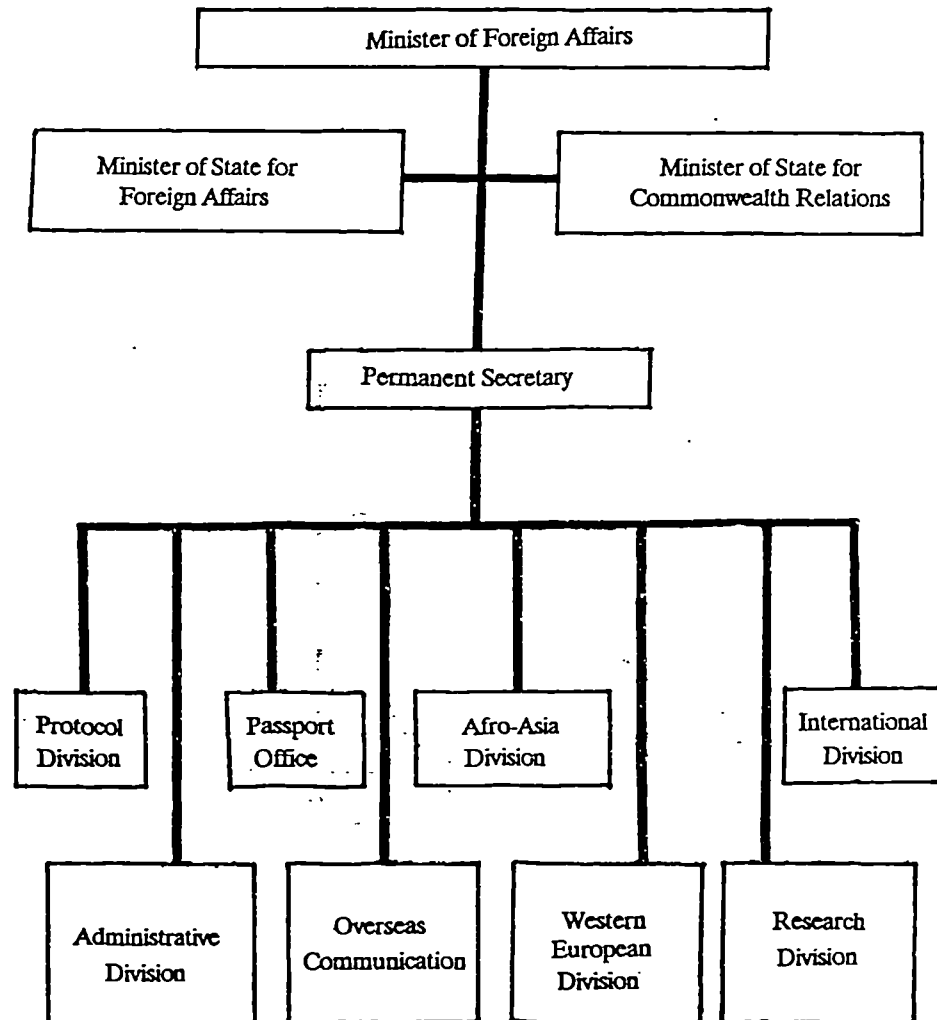 Minister of Foreign Affairs
Minister of State for
Foreign Affairs
Minister of State for
Commonwealth Relations
Permanent Secretary
Protocol
Division
Passport
Office
Afro-Asia
Division
International
Division
Administrative
Division
Overseas
Communication
Western
European
Division
Research
Division